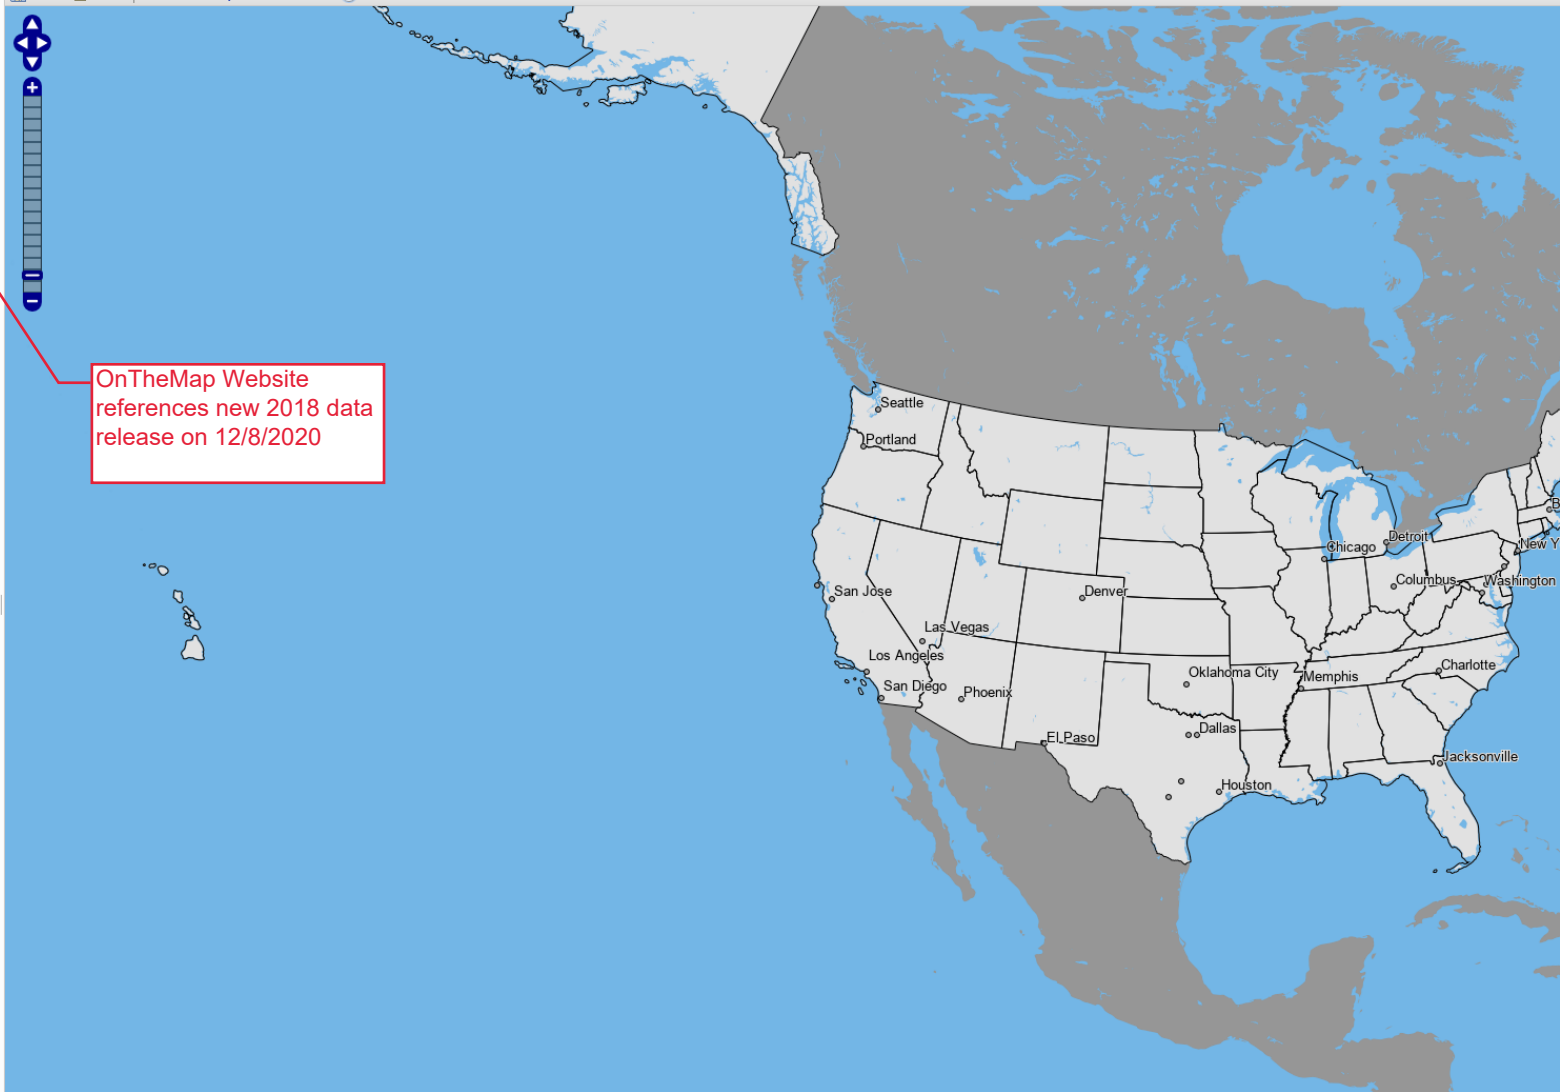 OnTheMap Website
references new 2018 data
release on 12/8/2020
Seattle
Portland
Chicago
Detroit
New Y
B
San Jose
Denver
Columbus
Washington
Las Vegas
Los Angeles
San Diego
Phoenix
Oklahoma City
Memphis
Charlotte
El Paso
Dallas
Jacksonville
Houston